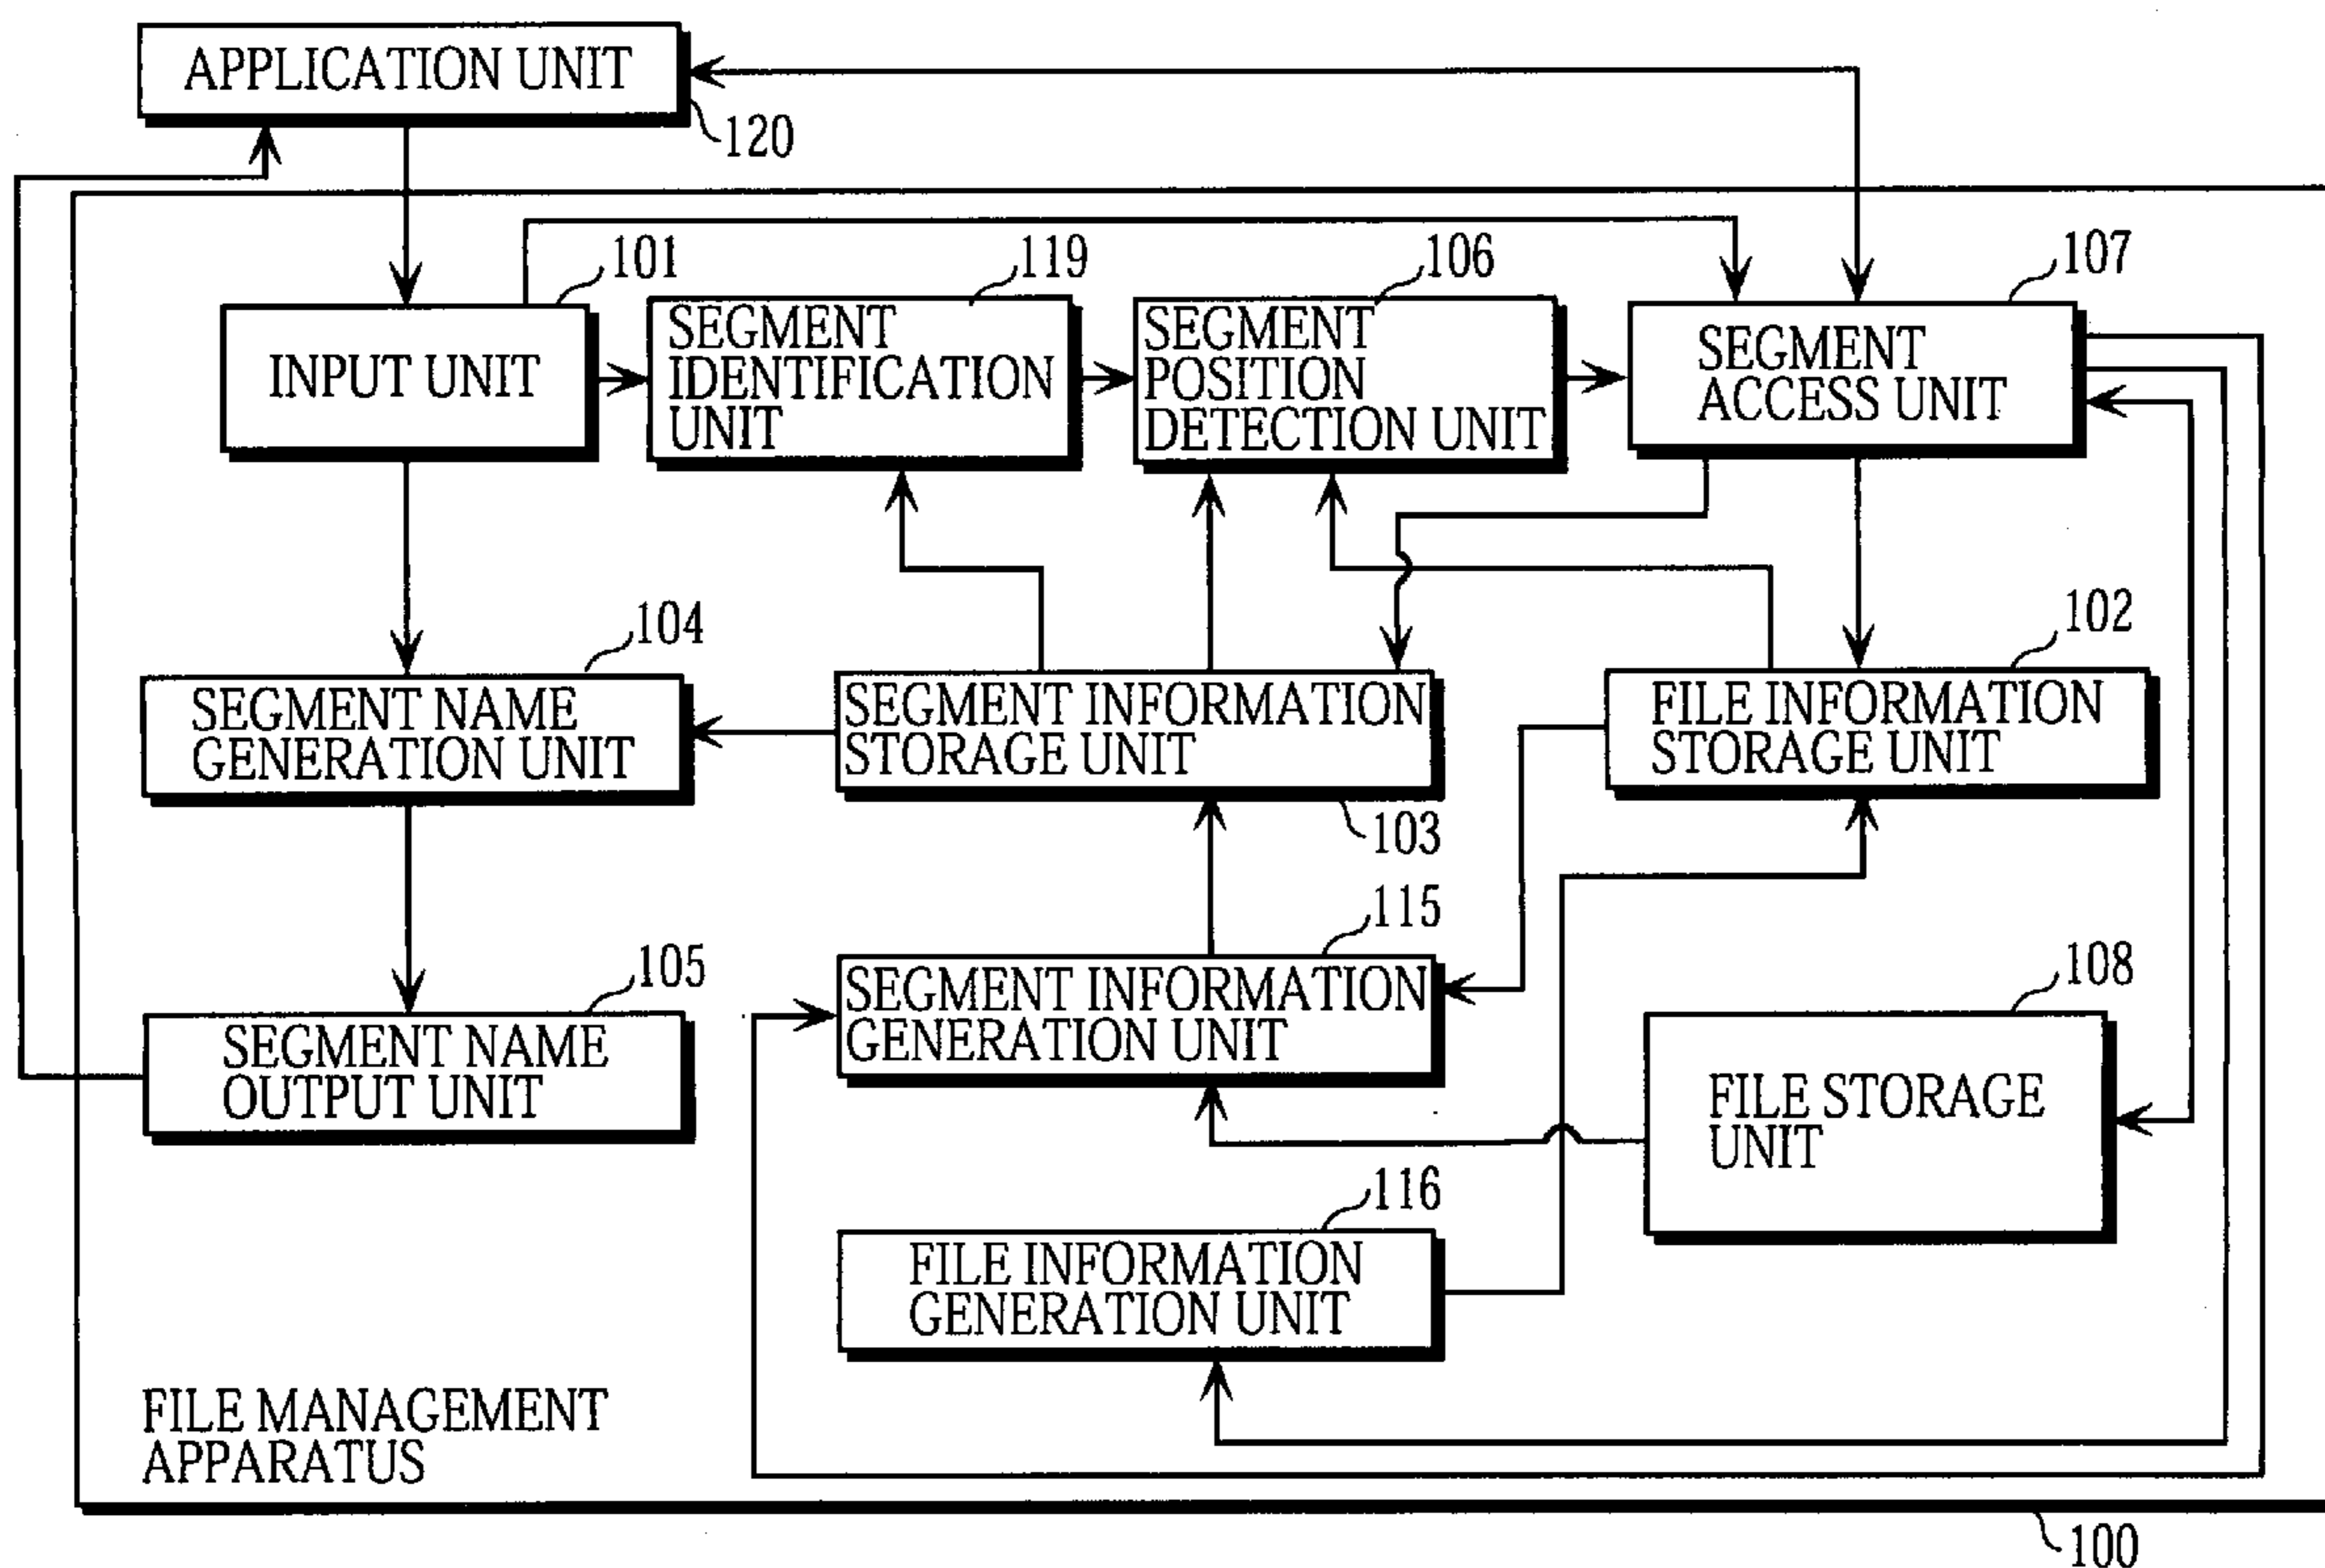 APPLICATION UNIT
120
101
119
106
107
INPUT UNIT
SEGMENT
IDENTIFICATION
UNIT
SEGMENT
POSITION
DETECTION UNIT
SEGMENT
ACCESS UNIT
104
102
SEGMENT NAME
GENERATION UNIT
SEGMENT INFORMATION
STORAGE UNIT
FILE INFORMATION
STORAGE UNIT
103
115
105
108
SEGMENT NAME
OUTPUT UNIT
SEGMENT INFORMATION
GENERATION UNIT
FILE STORAGE
UNIT
116
FILE INFORMATION
GENERATION UNIT
FILE MANAGEMENT
APPARATUS
100